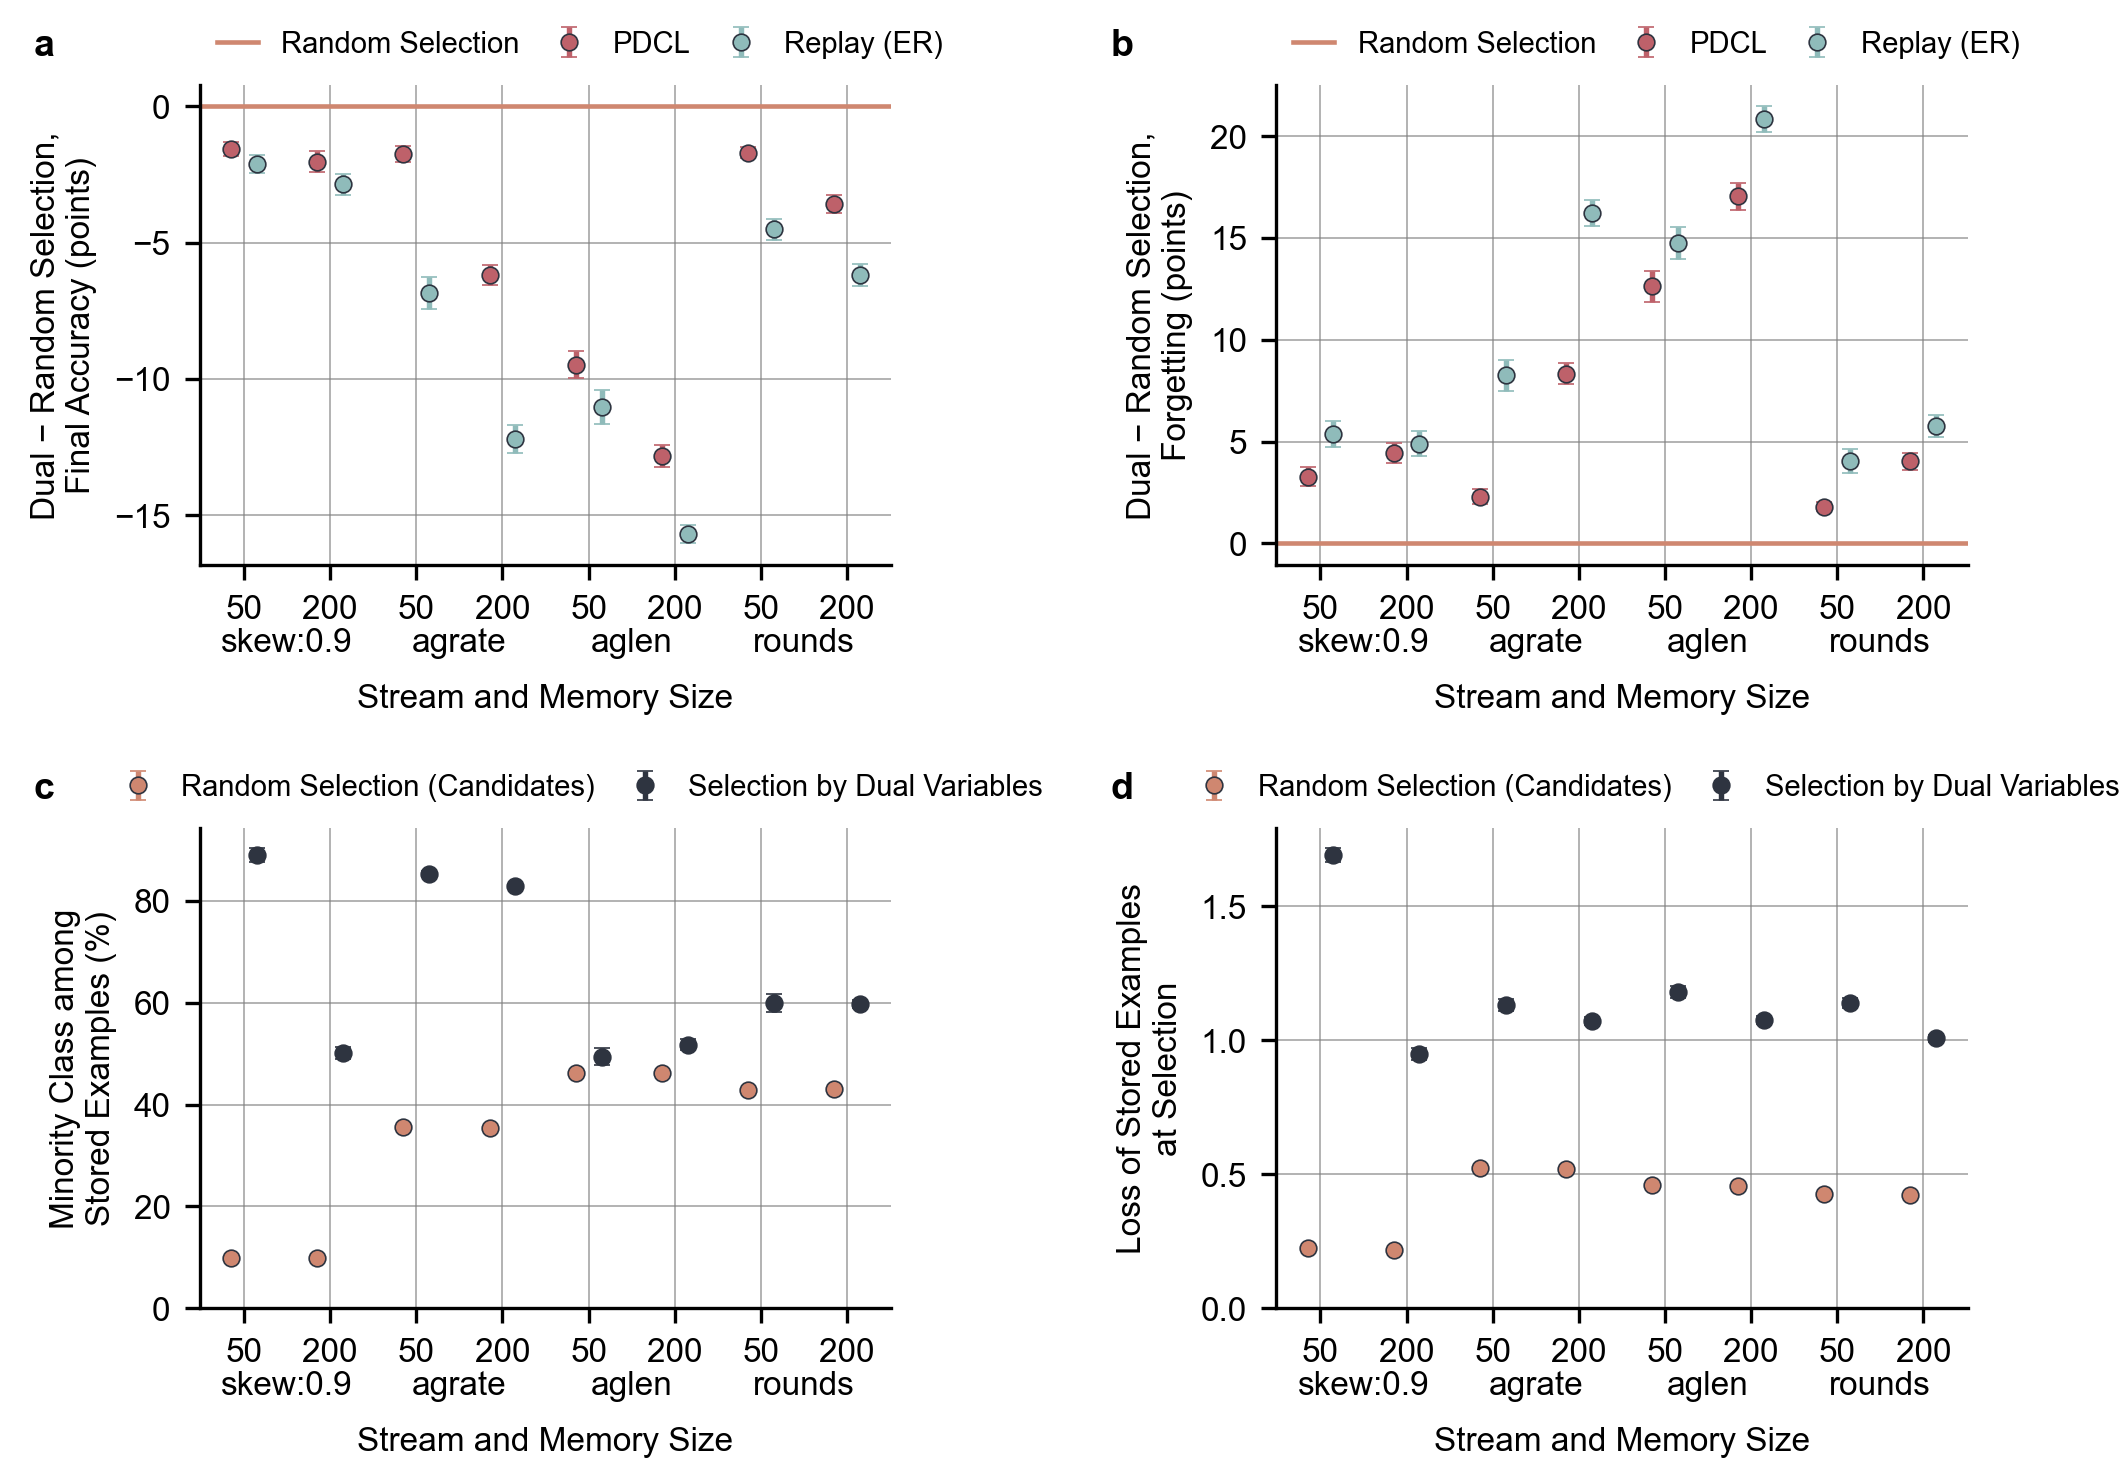 a
Random Selection PDCL Replay (ER)
Dual − Random Selection,
Final Accuracy (points)
0
−5
−10
−15
50 200 50 200 50 200 50 200
skew:0.9 agrate aglen rounds
Stream and Memory Size
b
Random Selection PDCL Replay (ER)
Dual − Random Selection,
Forgeting (points)
20
15
10
5
0
50 200 50 200 50 200 50 200
skew:0.9 agrate aglen rounds
Stream and Memory Size
c
Random Selection (Candidates) Selection by Dual Variables
Minority Class among
Stored Examples (%)
80
60
40
20
0
50 200 50 200 50 200 50 200
skew:0.9 agrate aglen rounds
Stream and Memory Size
d
Random Selection (Candidates) Selection by Dual Variables
Loss of Stored Examples
at Selection
1.5
1.0
0.5
0.0
50 200 50 200 50 200 50 200
skew:0.9 agrate aglen rounds
Stream and Memory Size